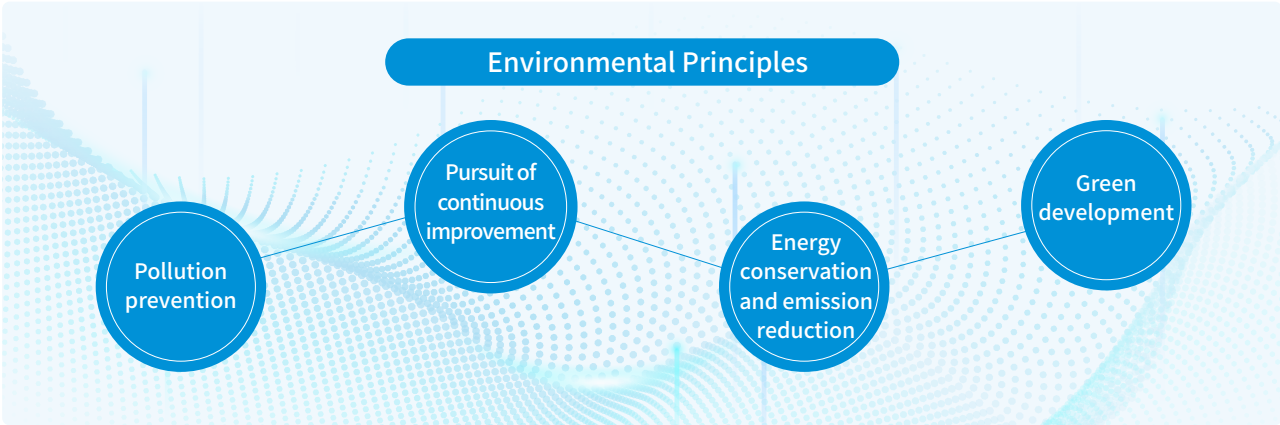 Environmental Principles
Pollution
prevention
Pursuit of
continuous
improvement
Energy
conservation
and emission
reduction
Green
development